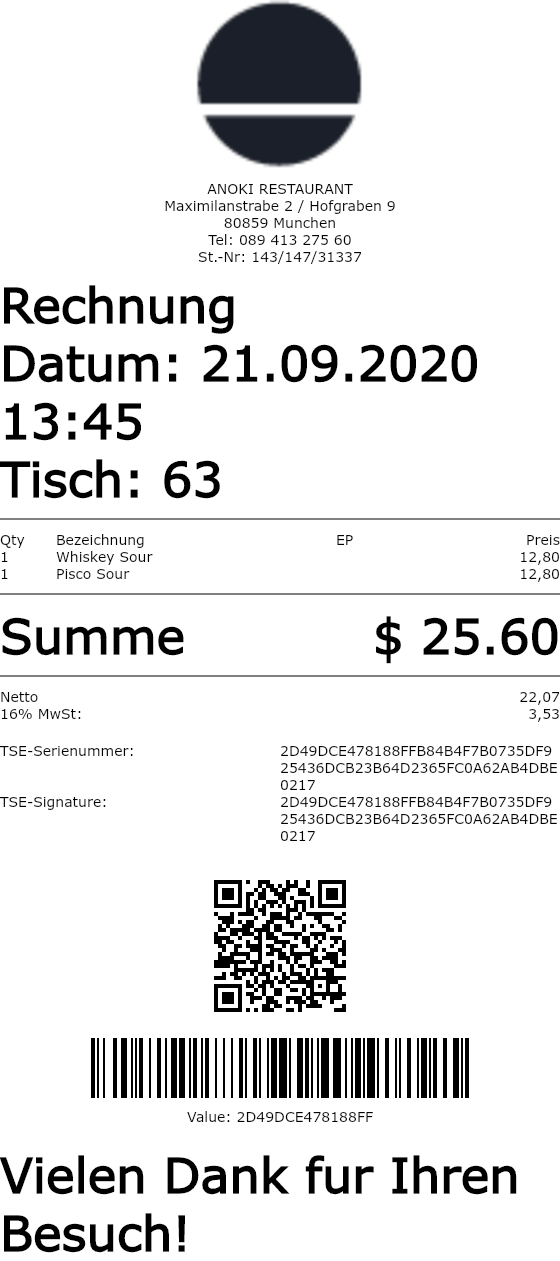 ANOKI RESTAURANT
Maximilanstrabe 2 / Hofgraben 9
80859 Munchen
Tel: 089 413 275 60
St.-Nr: 143/147/31337
Rechnung
Datum: 21.09.2020
13:45
Tisch: 63
Qty Bezeichnung EP Preis
1 Whiskey Sour 12,80
1 Pisco Sour 12,80
Summe $ 25.60
Netto 22,07
16% MwSt: 3,53
TSE-Serienummer: 2D49DCE478188FFB84B4F7B0735DF9
25436DCB23B64D2365FC0A62AB4DBE
0217
TSE-Signature: 2D49DCE478188FFB84B4F7B0735DF9
25436DCB23B64D2365FC0A62AB4DBE
0217
Value: 2D49DCE478188FF
Vielen Dank fur Ihren
Besuch!